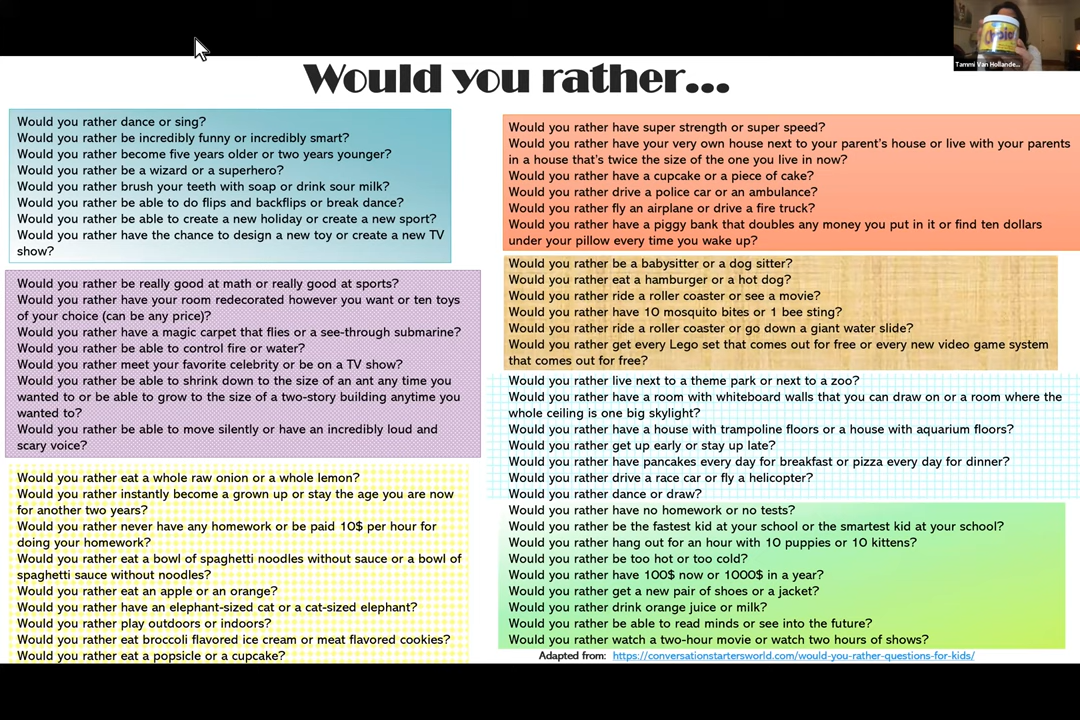 Would you rather...
Would you rather dance or sing?
Would you rather be incredibly funny or incredibly smart?
Would you rather become five years older or two years younger?
Would you rather be a wizard or a superhero?
Would you rather brush your teeth with soap or drink sour milk?
Would you rather be able to do flips and backflips or break dance?
Would you rather be able to create a new holiday or create a new sport?
Would you rather have the chance to design a new toy or create a new TV
show?
Would you rather be really good at math or really good at sports?
Would you rather have your room redecorated however you want or ten toys
of your choice (can be any price)?
Would you rather have a magic carpet that flies or a see-through submarine?
Would you rather be able to control fire or water?
Would you rather meet your favorite celebrity or be on a TV show?
Would you rather be able to shrink down to the size of an ant any time you
wanted to or be able to grow to the size of a two-story building anytime you
wanted to?
Would you rather be able to move silently or have an incredibly loud and
scary voice?
Would you rather eat a whole raw onion or a whole lemon?
Would you rather instantly become a grown up or stay the age you are now
for another two years?
Would you rather never have any homework or be paid 10$ per hour for
doing your homework?
Would you rather eat a bowl of spaghetti noodles without sauce or a bowl of
spaghetti sauce without noodles?
Would you rather eat an apple or an orange?
Would you rather have an elephant-sized cat or a cat-sized elephant?
Would you rather play outdoors or indoors?
Would you rather eat broccoli flavored ice cream or meat flavored cookies?
Would you rather eat a popsicle or a cupcake?
Would you rather have super strength or super speed?
Would you rather have your very own house next to your parent's house or live with your parents
in a house that's twice the size of the one you live in now?
Would you rather have a cupcake or a piece of cake?
Would you rather drive a police car or an ambulance?
Would you rather fly an airplane or drive a fire truck?
Would you rather have a piggy bank that doubles any money you put in it or find ten dollars
under your pillow every time you wake up?
Would you rather be a babysitter or a dog sitter?
Would you rather eat a hamburger or a hot dog?
Would you rather ride a roller coaster or see a movie?
Would you rather have 10 mosquito bites or 1 bee sting?
Would you rather ride a roller coaster or go down a giant water slide?
Would you rather get every Lego set that comes out for free or every new video game system
that comes out for free?
Would you rather live next to a theme park or next to a zoo?
Would you rather have a room with whiteboard walls that you can draw on or a room where the
whole ceiling is one big skylight?
Would you rather have a house with trampoline floors or a house with aquarium floors?
Would you rather get up early or stay up late?
Would you rather have pancakes every day for breakfast or pizza every day for dinner?
Would you rather drive a race car or fly a helicopter?
Would you rather dance or draw?
Would you rather have no homework or no tests?
Would you rather be the fastest kid at your school or the smartest kid at your school?
Would you rather hang out for an hour with 10 puppies or 10 kittens?
Would you rather be too hot or too cold?
Would you rather have 100$ now or 1000$ in a year?
Would you rather get a new pair of shoes or a jacket?
Would you rather drink orange juice or milk?
Would you rather be able to read minds or see into the future?
Would you rather watch a two-hour movie or watch two hours of shows?
Adapted from: https://conversationstartersworld.com/would-you-rather-questions-for-kids/
Tammi Van Hollande...